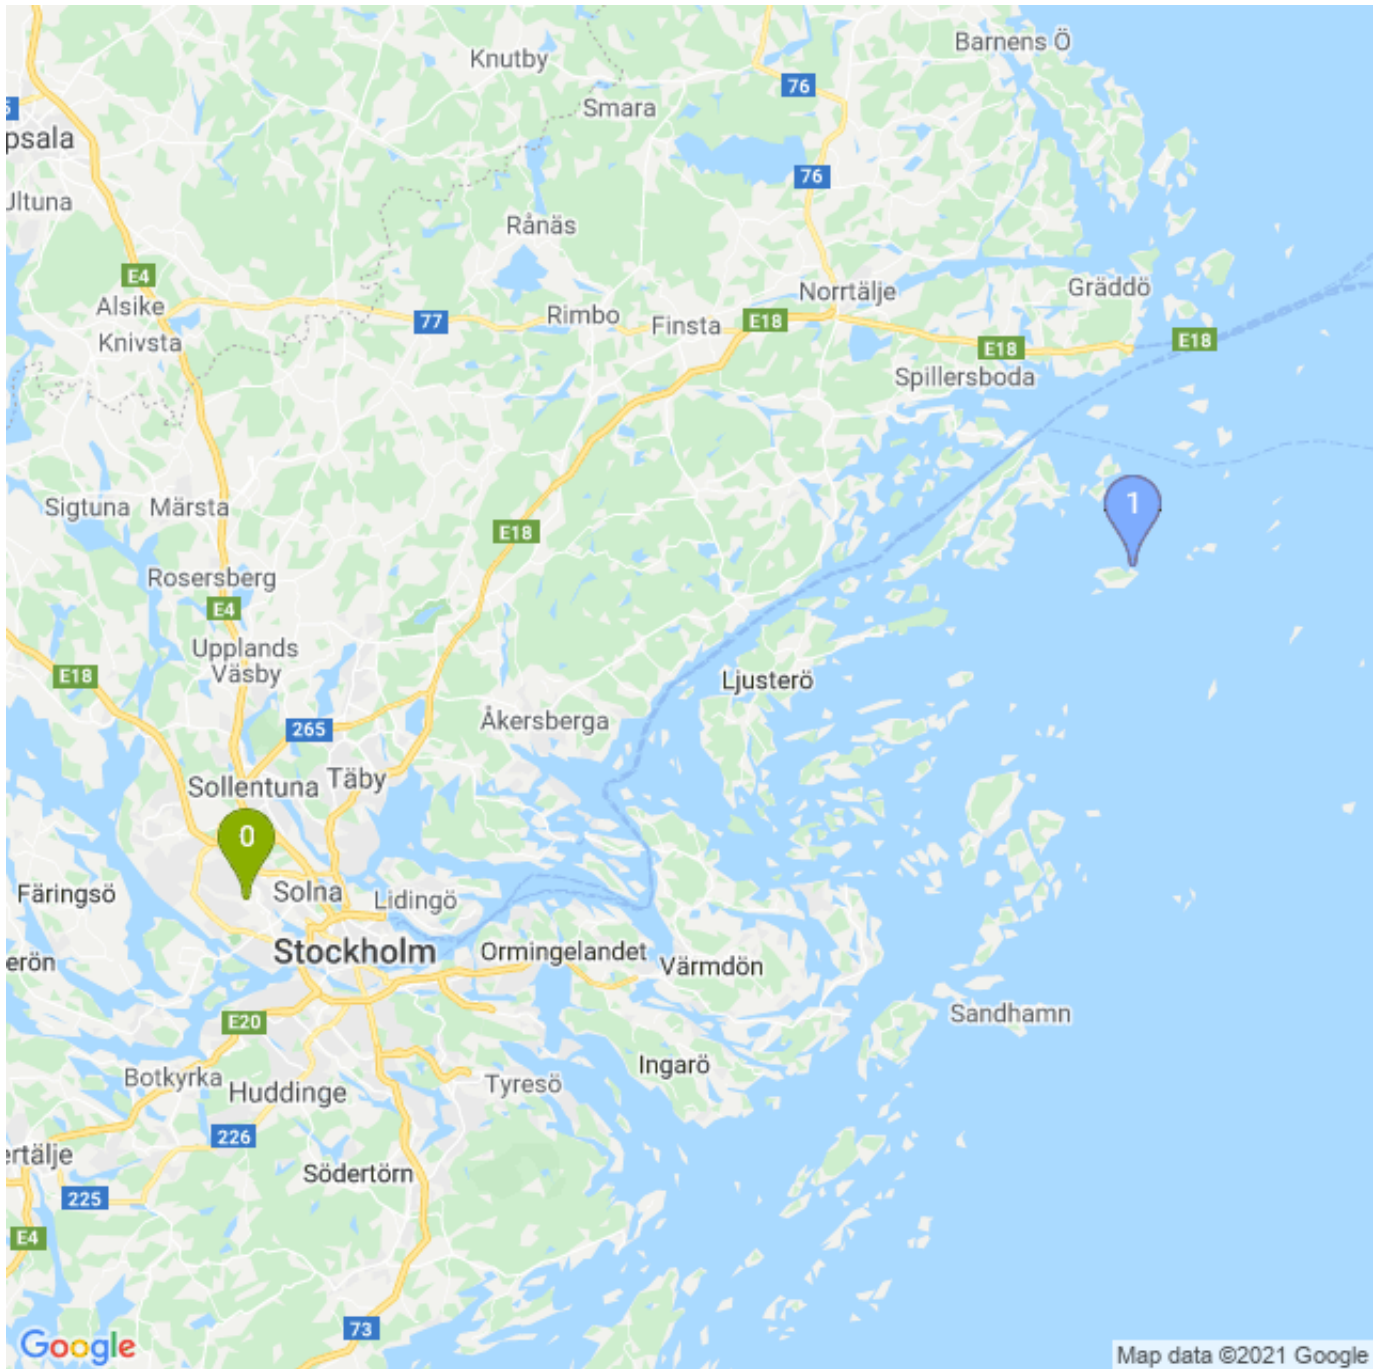 Barnens Ö
Knutby
76
Smara
psala
76
Ultuna
Rånäs
E4
Gräddö
Alsike
Norrtälje
Rimbo
77
Finsta
E18
E18
Knivsta
E18
Spillersboda
Sigtuna
Märsta
1
E18
Rosersberg
E4
Upplands
Väsby
E18
Ljusterö
265
Åkersberga
Sollentuna
Täby
0
Färingsö
Solna
Lidingö
Stockholm
Ormingelandet
erön
Värmdön
E20
Sandhamn
Ingarö
Botkyrka
Huddinge
Tyresö
226
ertälje
Södertörn
225
E4
73
Google
Map data ©2021 Google